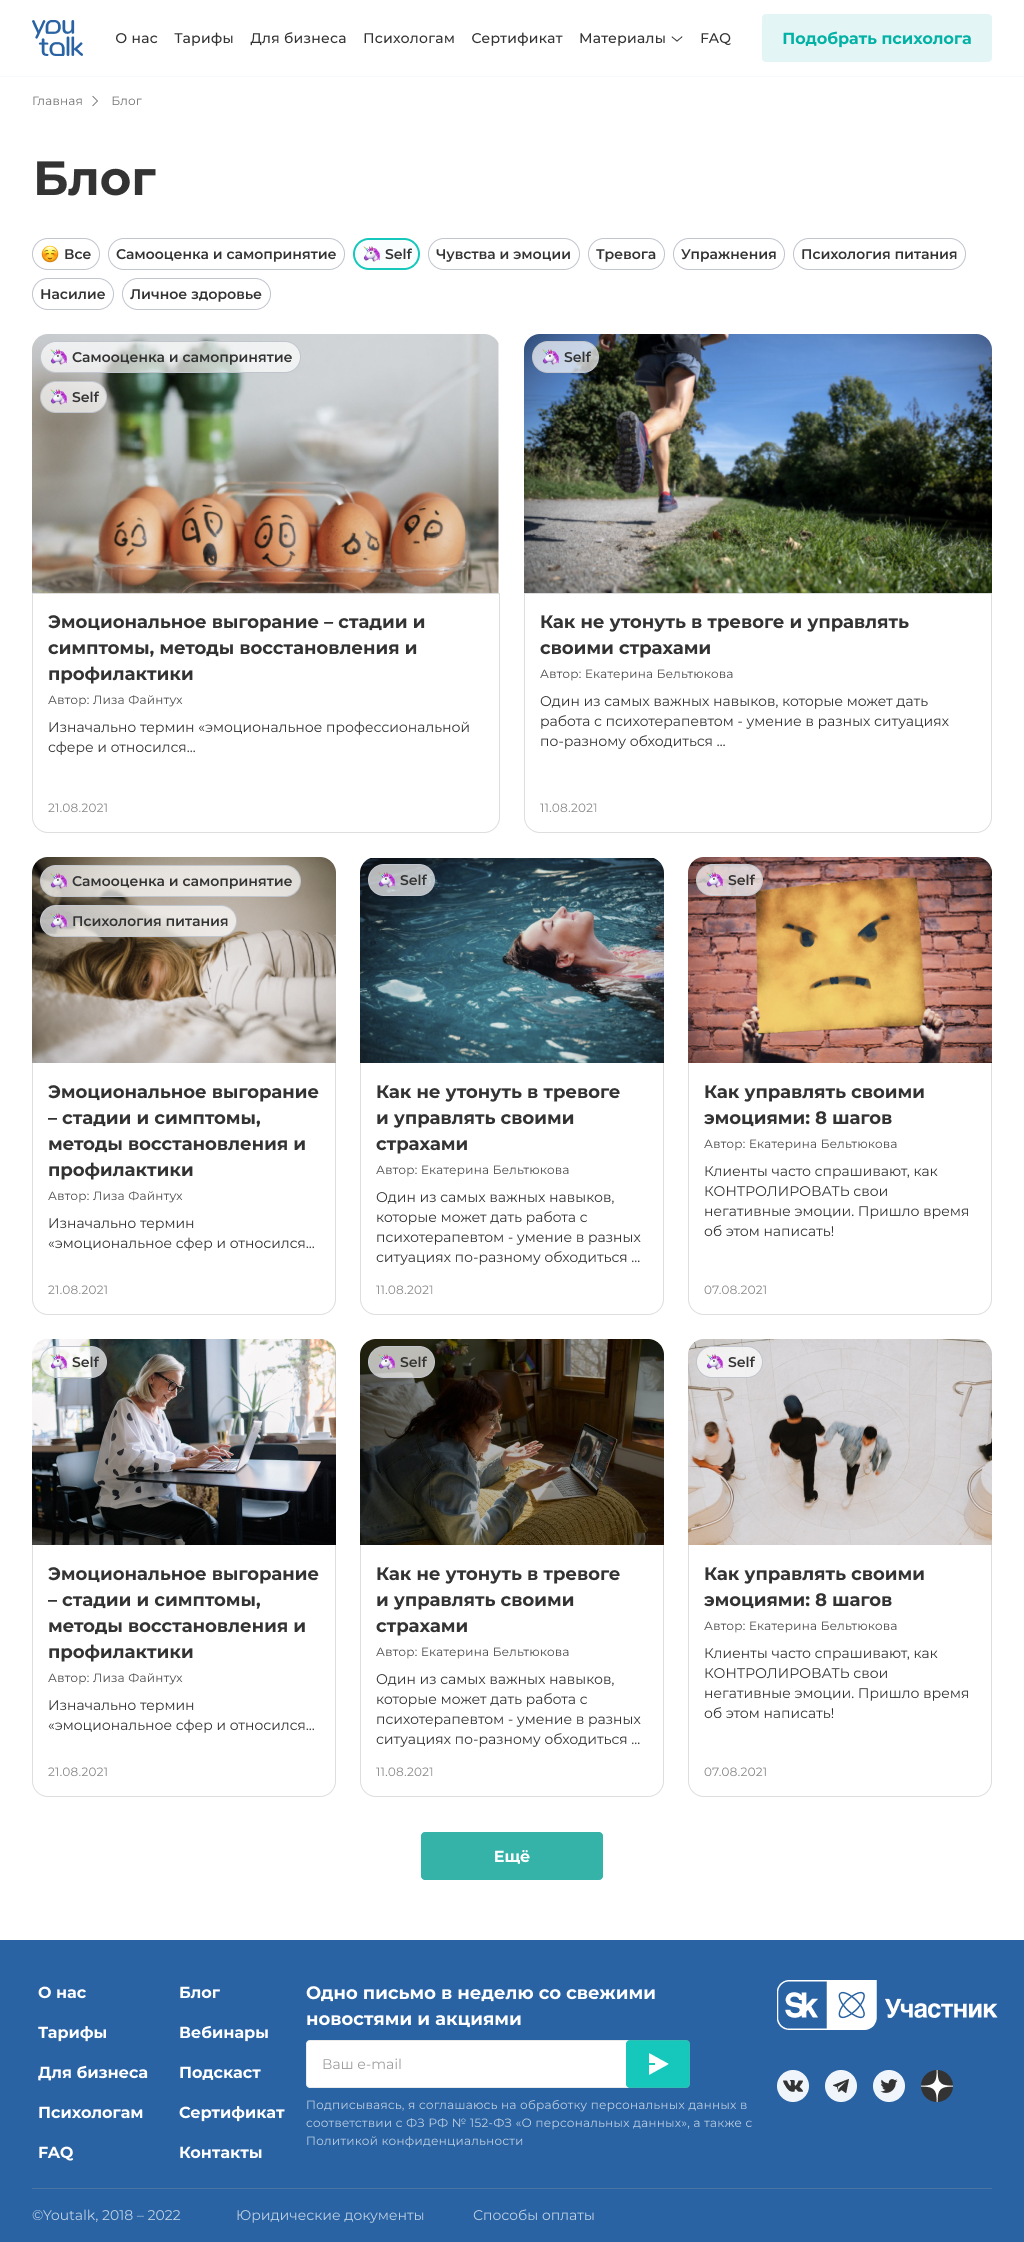 you
talk
О нас Тарифы Для бизнеса Психологам Сертификат Материалы FAQ Подобрать психолога
Главная Блог
Блог
Все Самооценка и самопринятие Self Чувства и эмоции Тревога Упражнения Психология питания
Насилие Личное здоровье
Самооценка и самопринятие
Self
Эмоциональное выгорание – стадии и
симптомы, методы восстановления и
профилактики
Автор: Лиза Файнтух
Изначально термин «эмоциональное профессиональной
сфере и относился...
21.08.2021
Self
Как не утонуть в тревоге и управлять
своими страхами
Автор: Екатерина Бельтюкова
Один из самых важных навыков, которые может дать
работа с психотерапевтом - умение в разных ситуациях
по-разному обходиться ...
11.08.2021
Самооценка и самопринятие
Психология питания
Эмоциональное выгорание
– стадии и симптомы,
методы восстановления и
профилактики
Автор: Лиза Файнтух
Изначально термин
«эмоциональное сфер и относился...
21.08.2021
Self
Как не утонуть в тревоге
и управлять своими
страхами
Автор: Екатерина Бельтюкова
Один из самых важных навыков,
которые может дать работа с
психотерапевтом - умение в разных
ситуациях по-разному обходиться ...
11.08.2021
Self
Как управлять своими
эмоциями: 8 шагов
Автор: Екатерина Бельтюкова
Клиенты часто спрашивают, как
КОНТРОЛИРОВАТЬ свои
негативные эмоции. Пришло время
об этом написать!
07.08.2021
Self
Эмоциональное выгорание
– стадии и симптомы,
методы восстановления и
профилактики
Автор: Лиза Файнтух
Изначально термин
«эмоциональное сфер и относился...
21.08.2021
Self
Как не утонуть в тревоге
и управлять своими
страхами
Автор: Екатерина Бельтюкова
Один из самых важных навыков,
которые может дать работа с
психотерапевтом - умение в разных
ситуациях по-разному обходиться ...
11.08.2021
Self
Как управлять своими
эмоциями: 8 шагов
Автор: Екатерина Бельтюкова
Клиенты часто спрашивают, как
КОНТРОЛИРОВАТЬ свои
негативные эмоции. Пришло время
об этом написать!
07.08.2021
Ещё
О нас
Тарифы
Для бизнеса
Психологам
FAQ
Блог
Вебинары
Подскаст
Сертификат
Контакты
Одно письмо в неделю со свежими
новостями и акциями
Ваш e-mail
Подписываясь, я соглашаюсь на обработку персональных данных в
соответствии с ФЗ РФ № 152-ФЗ «О персональных данных», а также с
Политикой конфиденциальности
Sk Участник
©Youtalk, 2018 – 2022 Юридические документы Способы оплаты